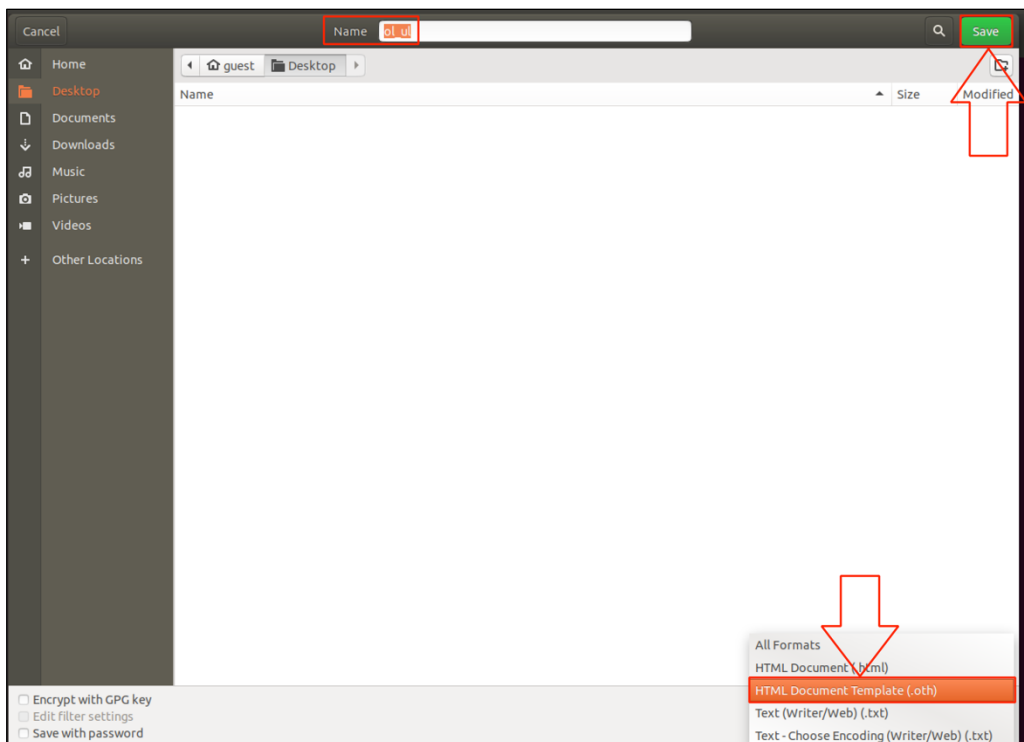 Cancel
Name ol_ul
Save
Home
guest
Desktop
Desktop
Name
Size
Modified
Documents
Downloads
Music
Pictures
Videos
Other Locations
All Formats
HTML Document (.html)
HTML Document Template (.oth)
Text (Writer/Web) (.txt)
Text - Choose Encoding (Writer/Web) (.txt)
Encrypt with GPG key
Edit filter settings
Save with password